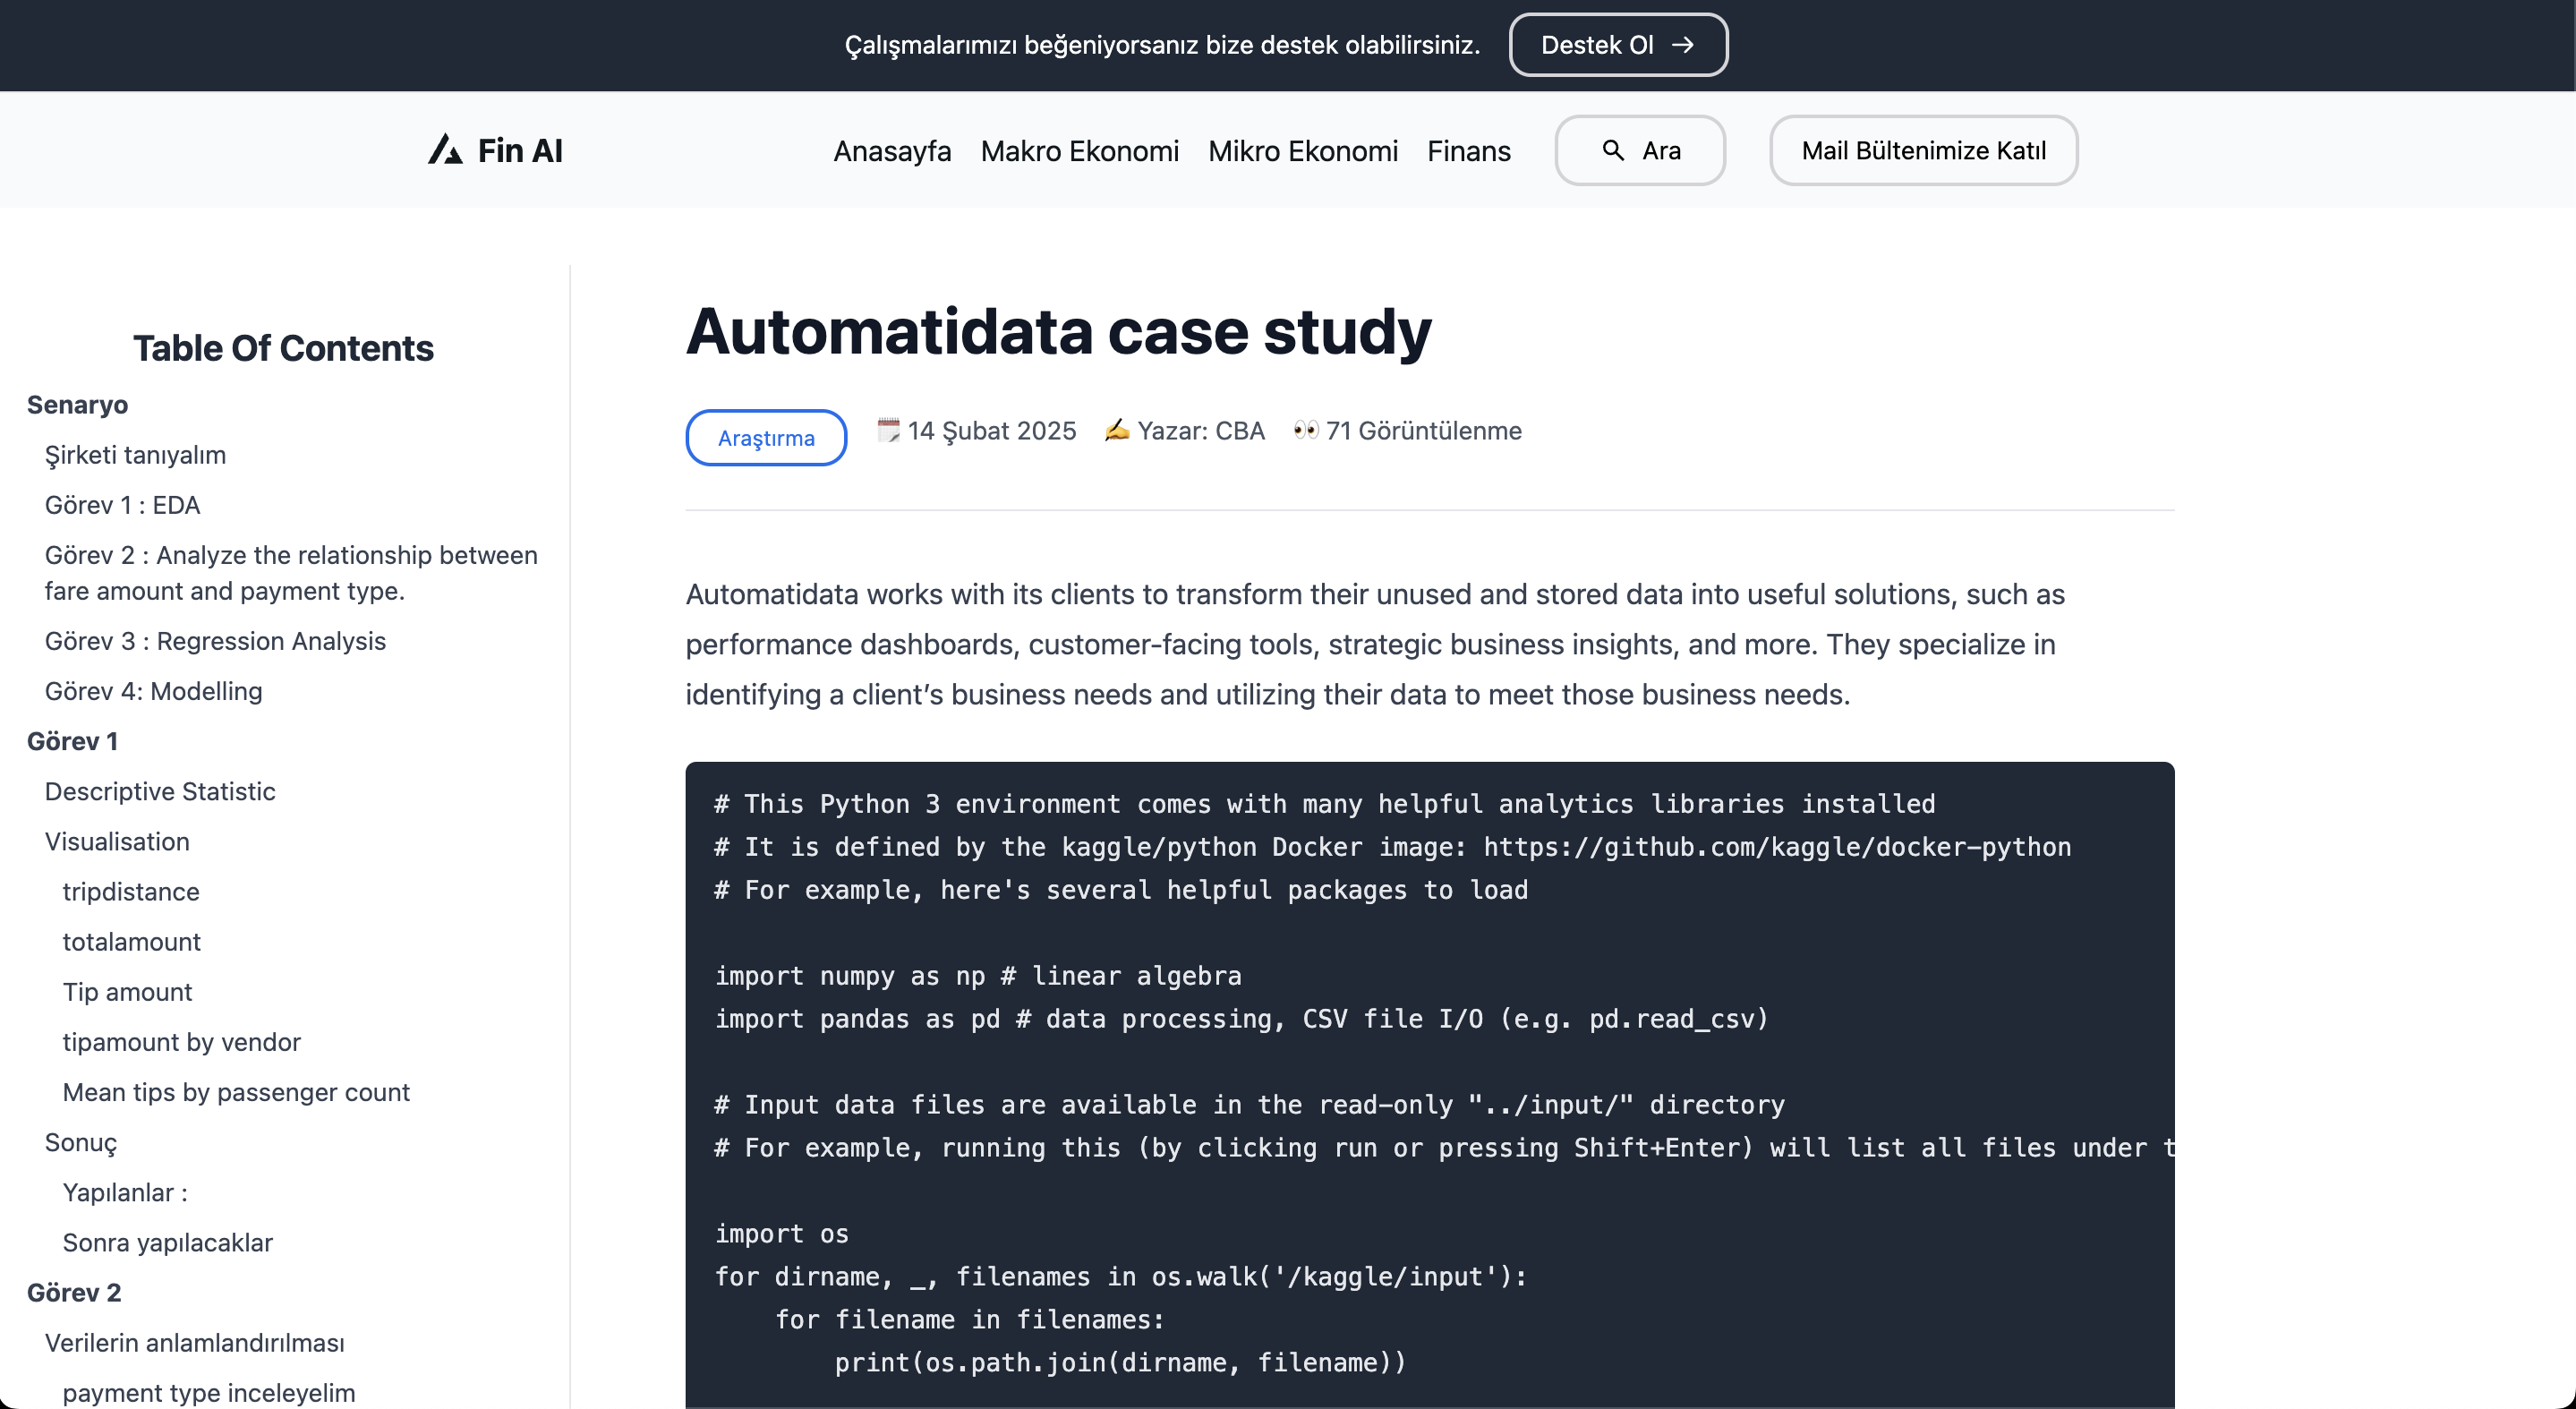 Çalışmalarımızı beğeniyorsanız bize destek olabilirsiniz.
Destek Ol →
Fin AI
Anasayfa
Makro Ekonomi
Mikro Ekonomi
Finans
Ara
Mail Bültenimize Katıl
Table Of Contents
Senaryo
Şirketi tanıyalım
Görev 1 : EDA
Görev 2 : Analyze the relationship between
fare amount and payment type.
Görev 3 : Regression Analysis
Görev 4: Modelling
Görev 1
Descriptive Statistic
Visualisation
tripdistance
totalamount
Tip amount
tipamount by vendor
Mean tips by passenger count
Sonuç
Yapılanlar :
Sonra yapılacaklar
Görev 2
Verilerin anlamlandırılması
payment type inceleyelim
Automatidata case study
Araştırma
14 Şubat 2025
Yazar: CBA
71 Görüntülenme
Automatidata works with its clients to transform their unused and stored data into useful solutions, such as
performance dashboards, customer-facing tools, strategic business insights, and more. They specialize in
identifying a client’s business needs and utilizing their data to meet those business needs.
# This Python 3 environment comes with many helpful analytics libraries installed
# It is defined by the kaggle/python Docker image: https://github.com/kaggle/docker-python
# For example, here's several helpful packages to load
import numpy as np # linear algebra
import pandas as pd # data processing, CSV file I/O (e.g. pd.read_csv)
# Input data files are available in the read-only "../input/" directory
# For example, running this (by clicking run or pressing Shift+Enter) will list all files under t
import os
for dirname, _, filenames in os.walk('/kaggle/input'):
    for filename in filenames:
        print(os.path.join(dirname, filename))